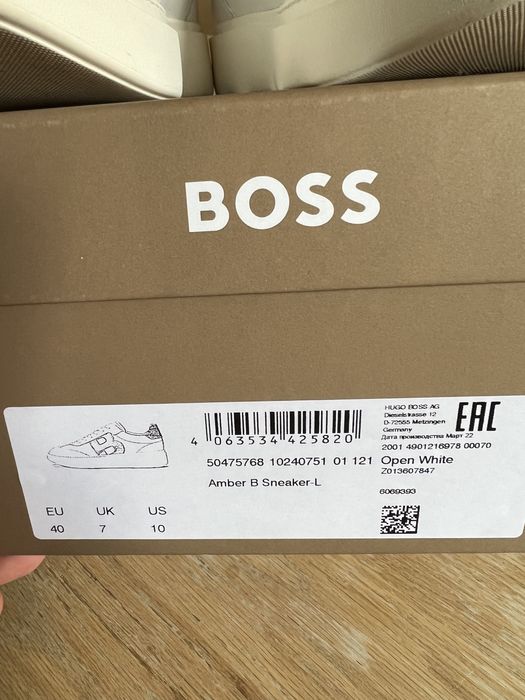 BOSS
HUGO BOSS AG
Dieselstrasse 12
D-72555 Metzingen
Germany
Дата производства Март 22
EAC
4 063534 425820
2001 4901216978 00070
50475768 10240751 01 121 Open White
Z013607847
Amber B Sneaker-L
6069393
EU UK US
40 7 10